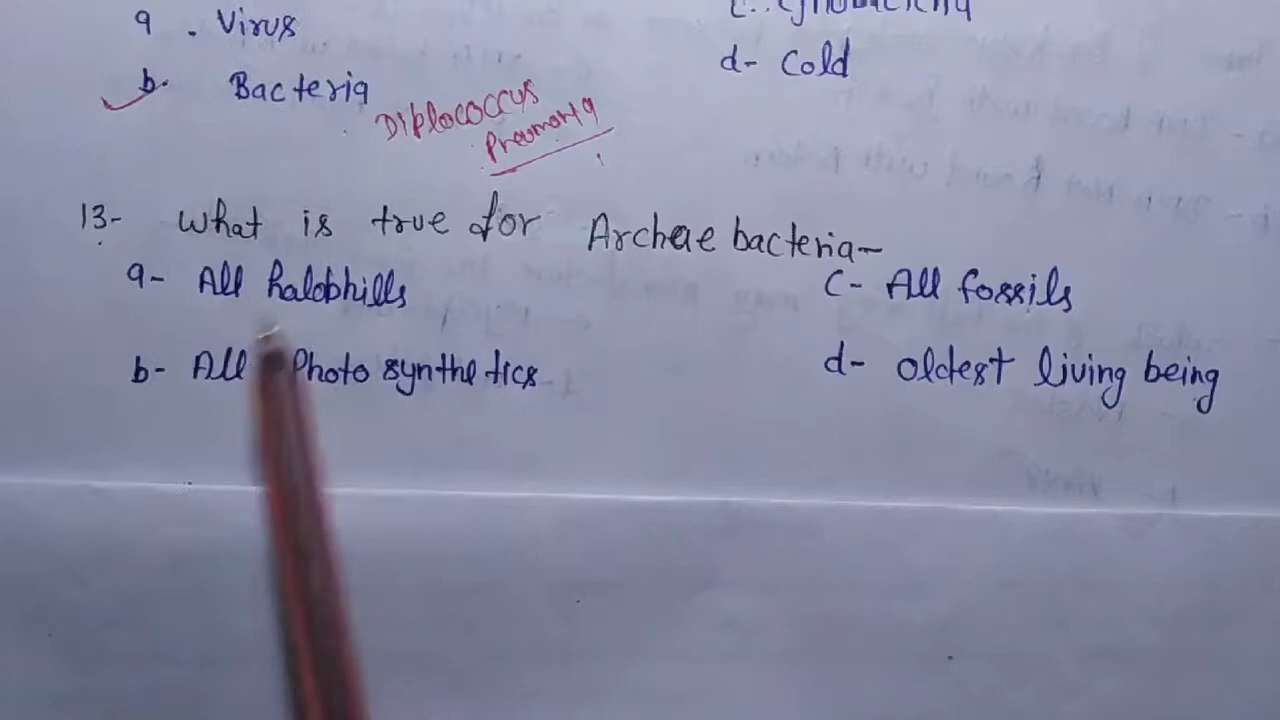 a . Virus
d- Cold
b. Bacteria
Diplococcus
Pneumonia
13- What is true for Archae bacteria-
a- All halophills
c- All fossils
b- All Photo synthetics
d- oldest living being